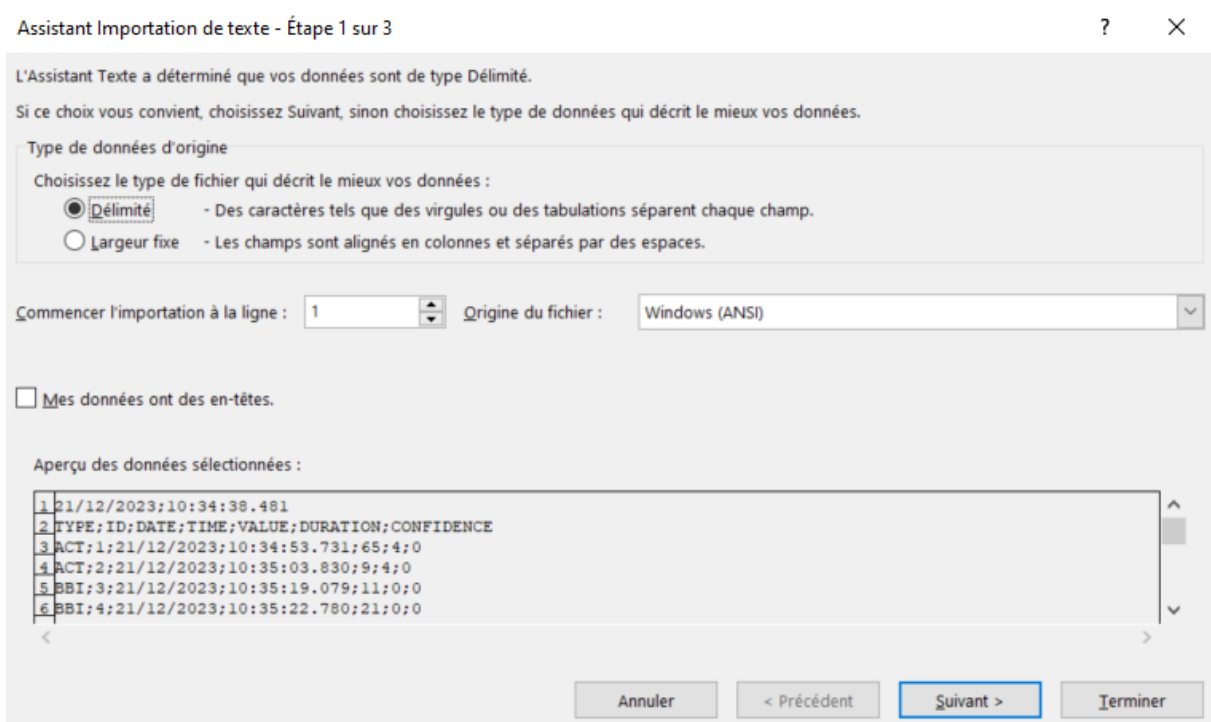 Assistant Importation de texte - Étape 1 sur 3 ?
L'Assistant Texte a déterminé que vos données sont de type Délimité.
Si ce choix vous convient, choisissez Suivant, sinon choisissez le type de données qui décrit le mieux vos données.
Type de données d'origine
Choisissez le type de fichier qui décrit le mieux vos données :
Délimité - Des caractères tels que des virgules ou des tabulations séparent chaque champ.
Largeur fixe - Les champs sont alignés en colonnes et séparés par des espaces.
Commencer l'importation à la ligne : 1 Origine du fichier : Windows (ANSI)
Mes données ont des en-têtes.
Aperçu des données sélectionnées :
1 21/12/2023;10:34:38.481
2 TYPE;ID;DATE;TIME;VALUE;DURATION;CONFIDENCE
3 ACT;1;21/12/2023;10:34:53.731;65;4;0
4 ACT;2;21/12/2023;10:35:03.830;9;4;0
5 BBI;3;21/12/2023;10:35:19.079;11;0;0
6 BBI;4;21/12/2023;10:35:22.780;21;0;0
Annuler < Précédent Suivant > Terminer